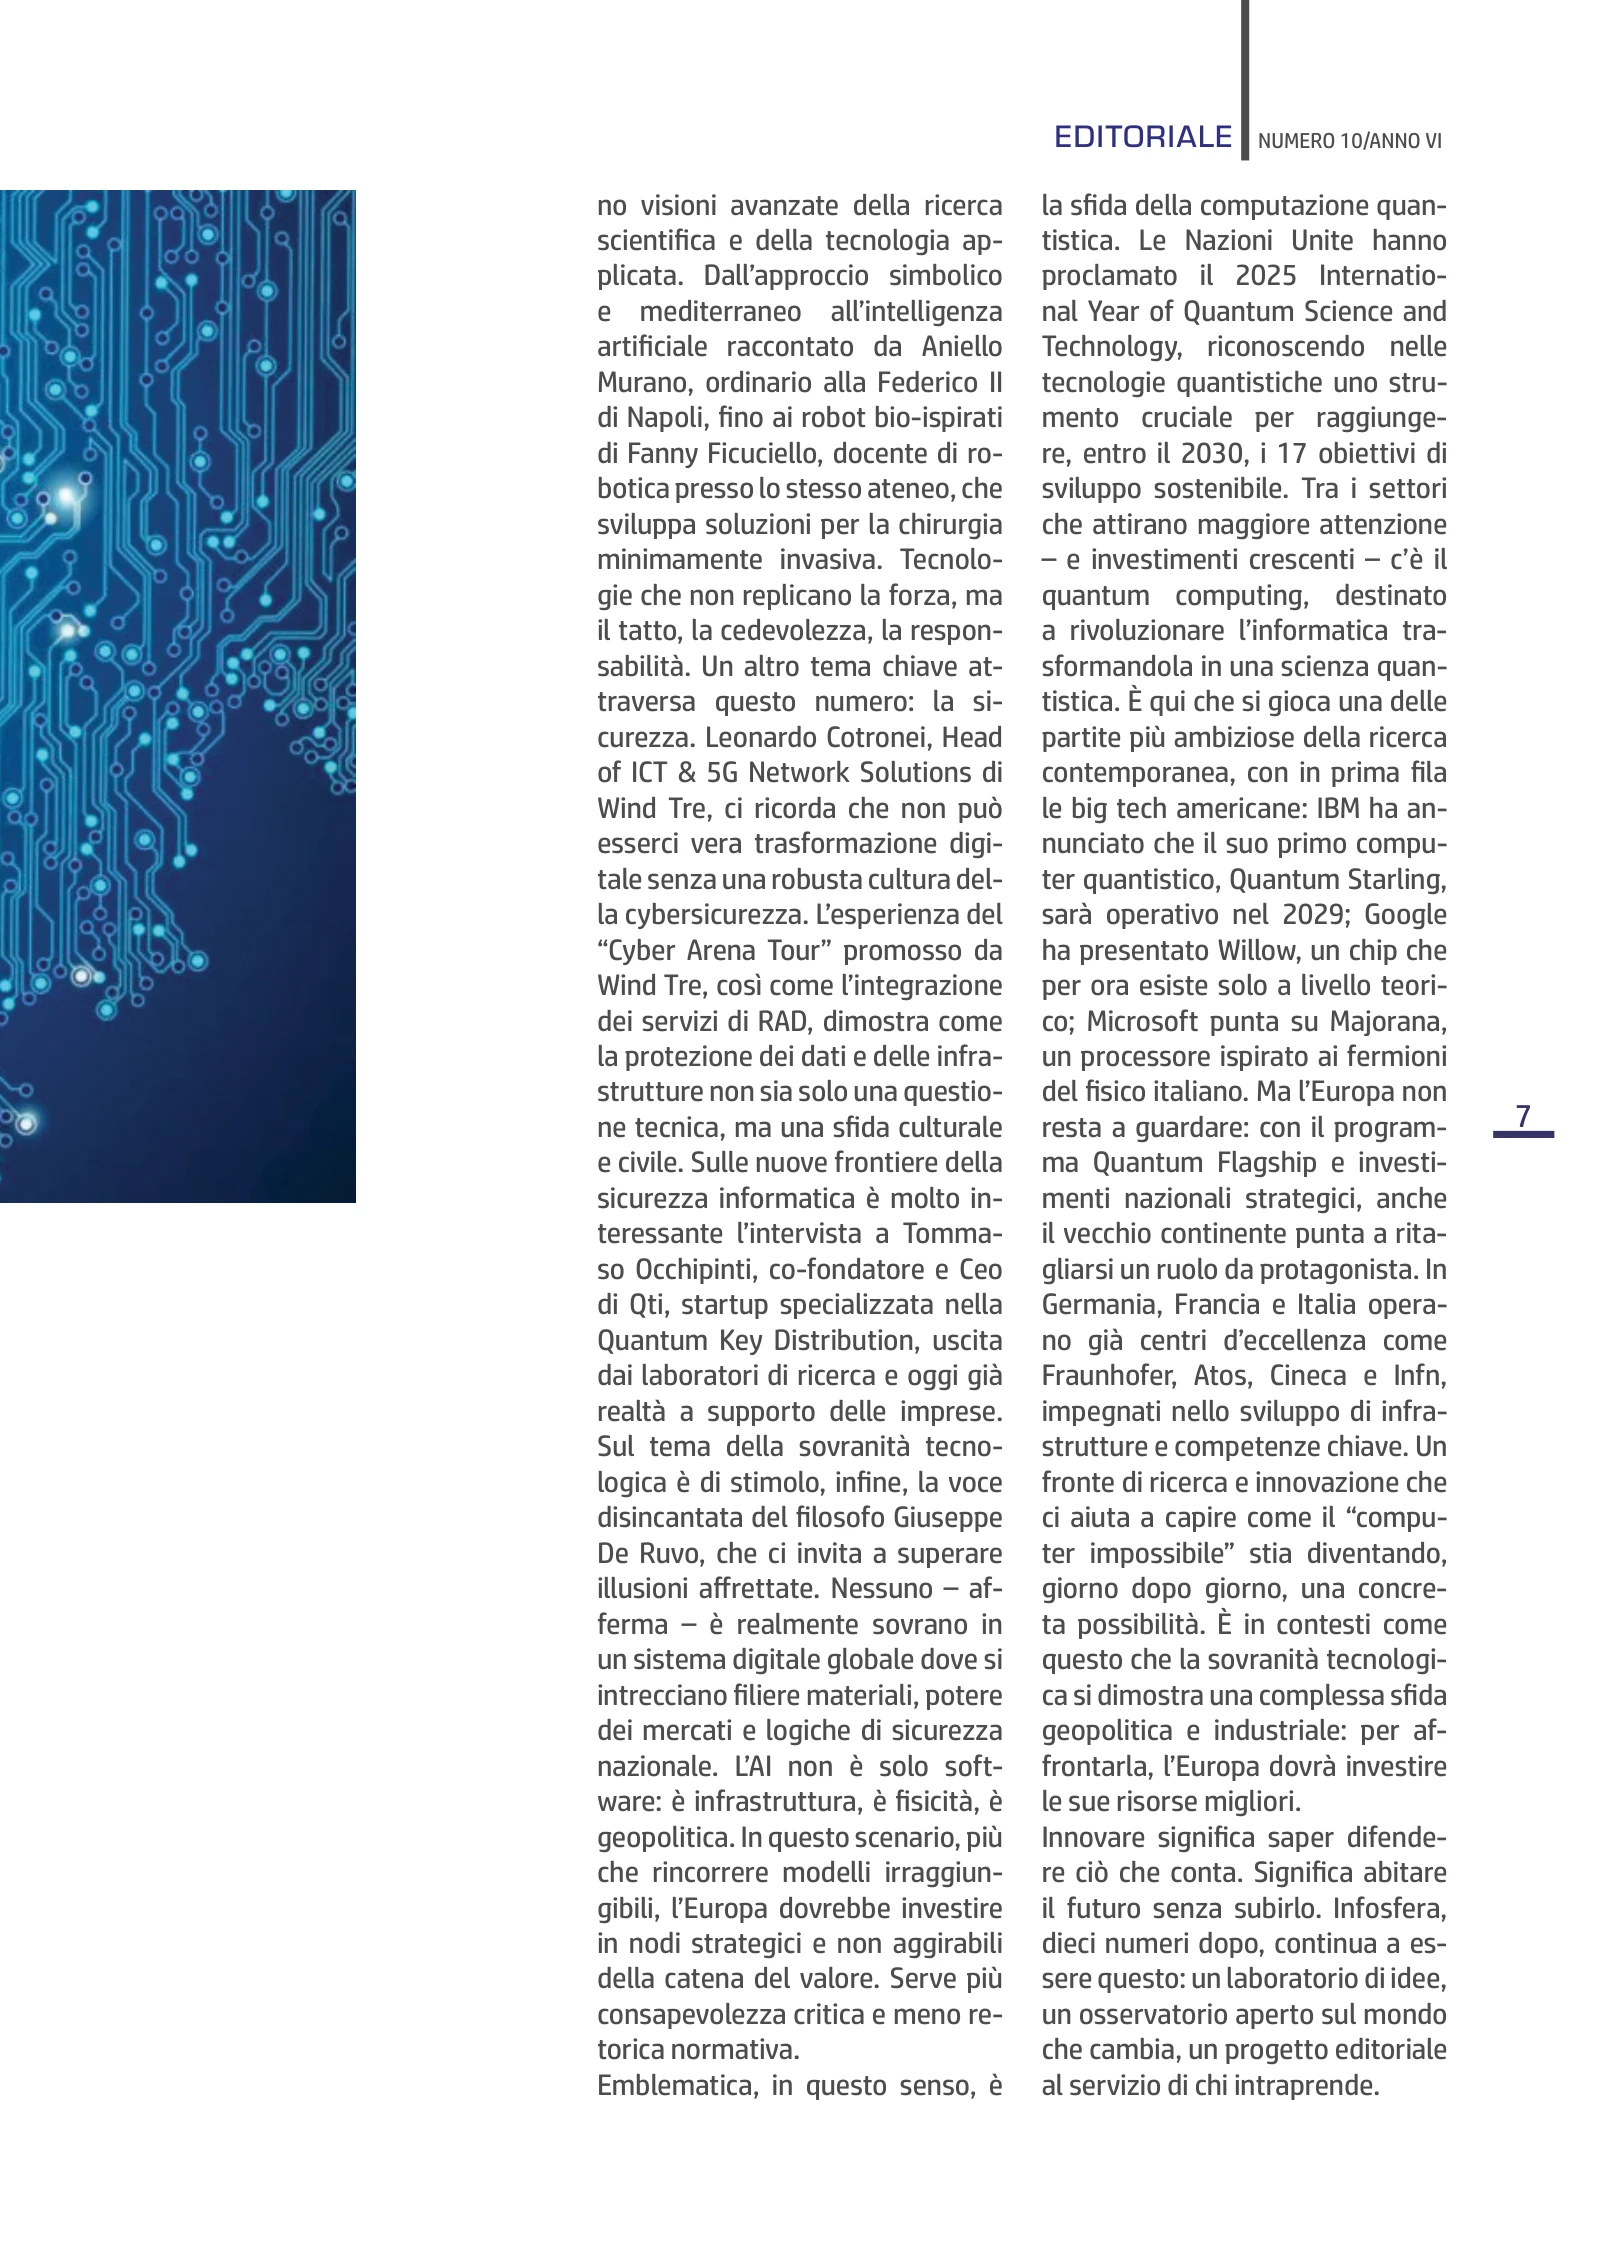 EDITORIALE NUMERO 10/ANNO VI
no visioni avanzate della ricerca
scientifica e della tecnologia ap-
plicata. Dall’approccio simbolico
e mediterraneo all’intelligenza
artificiale raccontato da Aniello
Murano, ordinario alla Federico II
di Napoli, fino ai robot bio-ispirati
di Fanny Ficuciello, docente di ro-
botica presso lo stesso ateneo, che
sviluppa soluzioni per la chirurgia
minimamente invasiva. Tecnolo-
gie che non replicano la forza, ma
il tatto, la cedevolezza, la respon-
sabilità. Un altro tema chiave at-
traversa questo numero: la si-
curezza. Leonardo Cotronei, Head
of ICT & 5G Network Solutions di
Wind Tre, ci ricorda che non può
esserci vera trasformazione digi-
tale senza una robusta cultura del-
la cybersicurezza. L’esperienza del
“Cyber Arena Tour” promosso da
Wind Tre, così come l’integrazione
dei servizi di RAD, dimostra come
la protezione dei dati e delle infra-
strutture non sia solo una questio-
ne tecnica, ma una sfida culturale
e civile. Sulle nuove frontiere della
sicurezza informatica è molto in-
teressante l’intervista a Tomma-
so Occhipinti, co-fondatore e Ceo
di Qti, startup specializzata nella
Quantum Key Distribution, uscita
dai laboratori di ricerca e oggi già
realtà a supporto delle imprese.
Sul tema della sovranità tecno-
logica è di stimolo, infine, la voce
disincantata del filosofo Giuseppe
De Ruvo, che ci invita a superare
illusioni affrettate. Nessuno – af-
ferma – è realmente sovrano in
un sistema digitale globale dove si
intrecciano filiere materiali, potere
dei mercati e logiche di sicurezza
nazionale. L’AI non è solo soft-
ware: è infrastruttura, è fisicità, è
geopolitica. In questo scenario, più
che rincorrere modelli irraggiun-
gibili, l’Europa dovrebbe investire
in nodi strategici e non aggirabili
della catena del valore. Serve più
consapevolezza critica e meno re-
torica normativa.
Emblematica, in questo senso, è
la sfida della computazione quan-
tistica. Le Nazioni Unite hanno
proclamato il 2025 Internatio-
nal Year of Quantum Science and
Technology, riconoscendo nelle
tecnologie quantistiche uno stru-
mento cruciale per raggiunge-
re, entro il 2030, i 17 obiettivi di
sviluppo sostenibile. Tra i settori
che attirano maggiore attenzione
– e investimenti crescenti – c’è il
quantum computing, destinato
a rivoluzionare l’informatica tra-
sformandola in una scienza quan-
tistica. È qui che si gioca una delle
partite più ambiziose della ricerca
contemporanea, con in prima fila
le big tech americane: IBM ha an-
nunciato che il suo primo compu-
ter quantistico, Quantum Starling,
sarà operativo nel 2029; Google
ha presentato Willow, un chip che
per ora esiste solo a livello teori-
co; Microsoft punta su Majorana,
un processore ispirato ai fermioni
del fisico italiano. Ma l’Europa non
resta a guardare: con il program-
ma Quantum Flagship e investi-
menti nazionali strategici, anche
il vecchio continente punta a rita-
gliarsi un ruolo da protagonista. In
Germania, Francia e Italia opera-
no già centri d’eccellenza come
Fraunhofer, Atos, Cineca e Infn,
impegnati nello sviluppo di infra-
strutture e competenze chiave. Un
fronte di ricerca e innovazione che
ci aiuta a capire come il “compu-
ter impossibile” stia diventando,
giorno dopo giorno, una concre-
ta possibilità. È in contesti come
questo che la sovranità tecnologi-
ca si dimostra una complessa sfida
geopolitica e industriale: per af-
frontarla, l’Europa dovrà investire
le sue risorse migliori.
Innovare significa saper difende-
re ciò che conta. Significa abitare
il futuro senza subirlo. Infosfera,
dieci numeri dopo, continua a es-
sere questo: un laboratorio di idee,
un osservatorio aperto sul mondo
che cambia, un progetto editoriale
al servizio di chi intraprende.
7